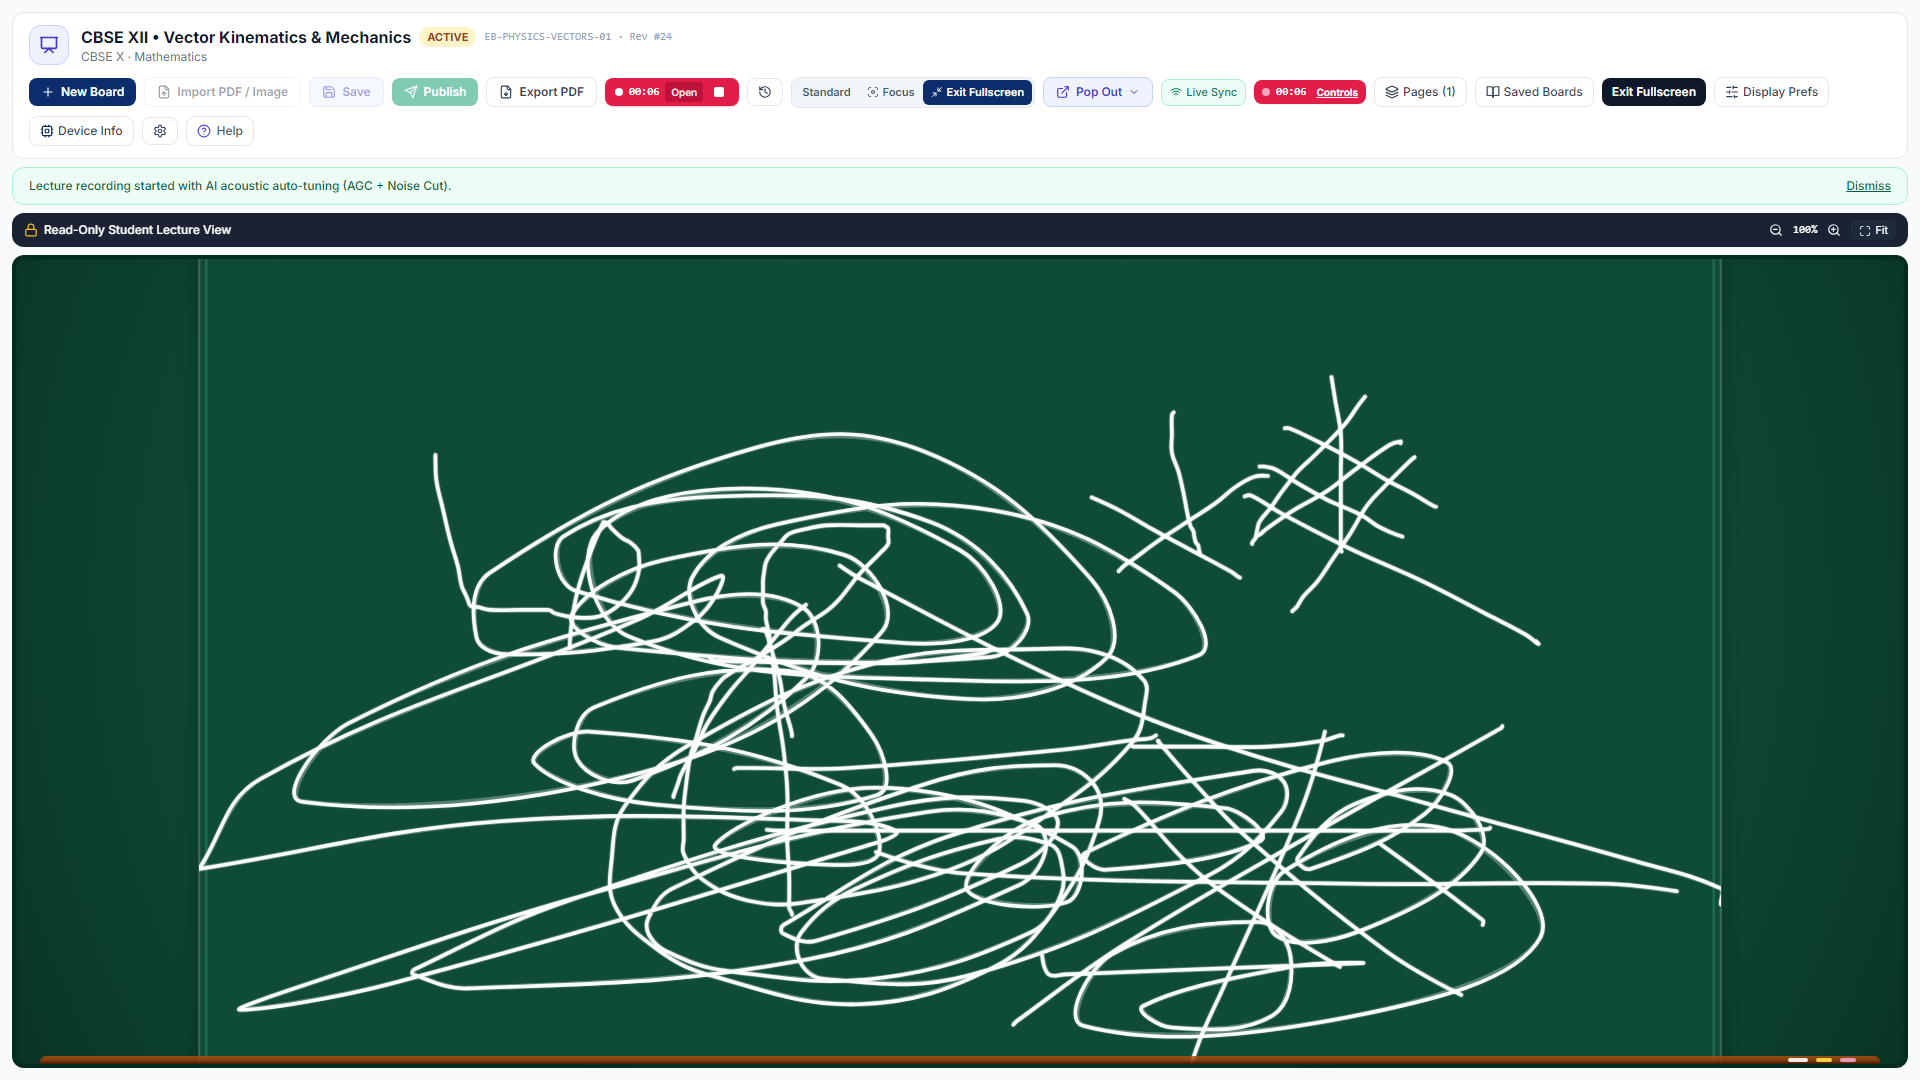 CBSE XII • Vector Kinematics & Mechanics ACTIVE EB-PHYSICS-VECTORS-01 · Rev #24
CBSE X · Mathematics
New Board Import PDF / Image Save Publish Export PDF 00:06 Open Standard Focus Exit Fullscreen Pop Out Live Sync 00:06 Controls Pages (1) Saved Boards Exit Fullscreen Display Prefs
Device Info Help
Lecture recording started with AI acoustic auto-tuning (AGC + Noise Cut). Dismiss
Read-Only Student Lecture View 100% Fit